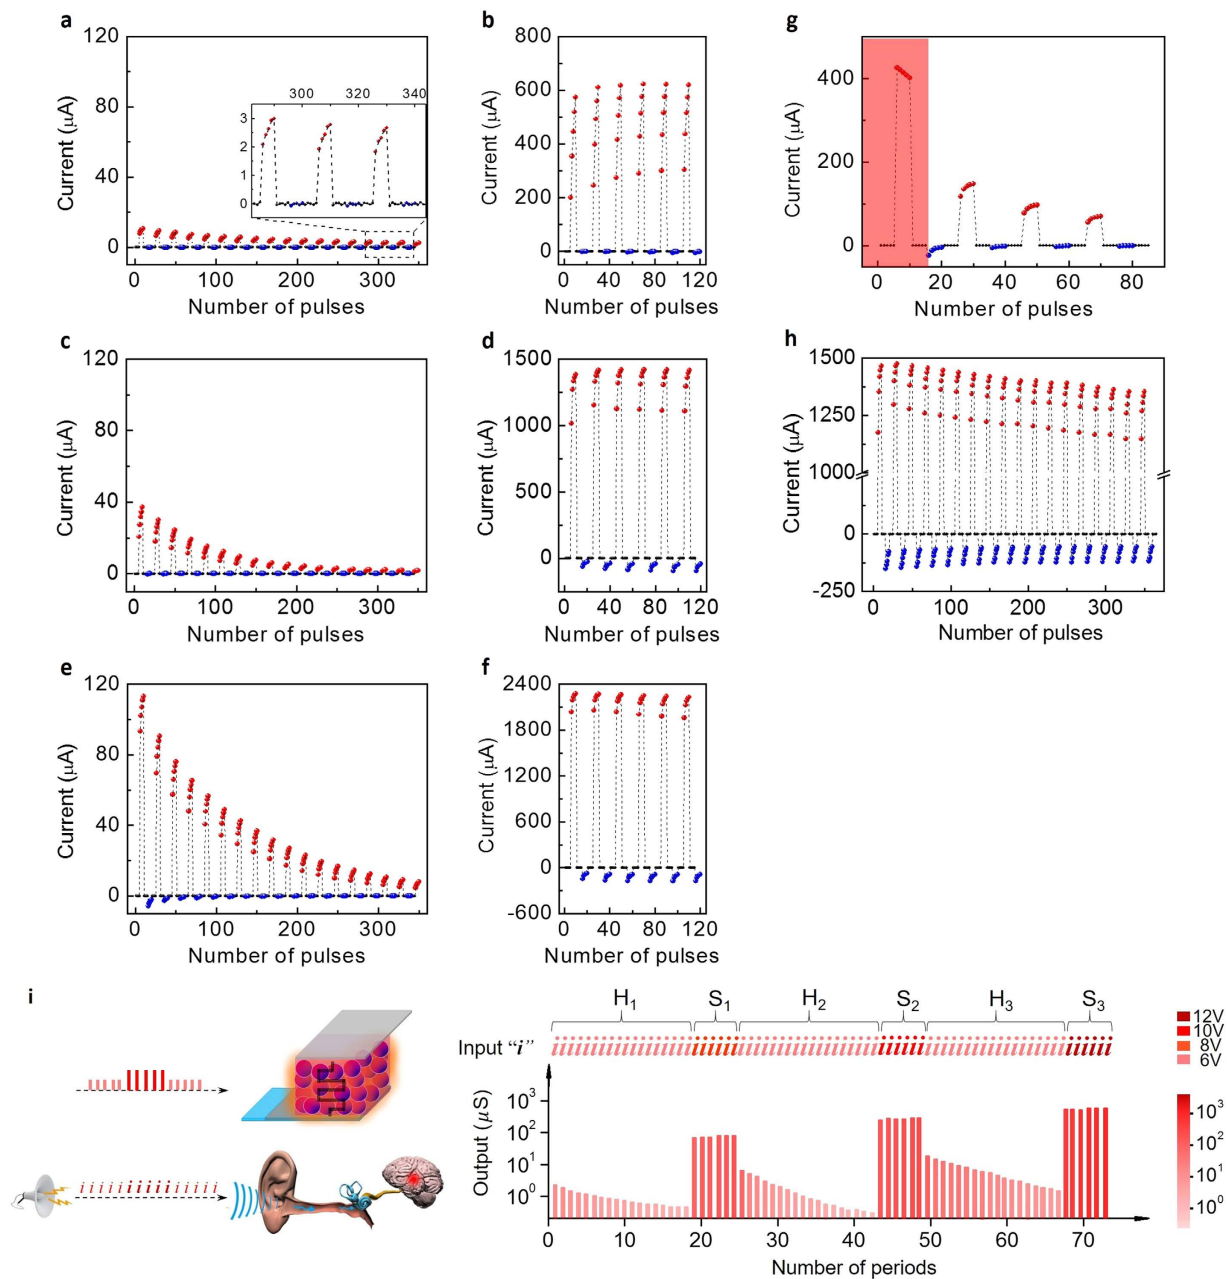 a
120
80
40
0
Current (μA)
300 320 340
3
2
1
0
0 100 200 300
Number of pulses
b
800
600
400
200
0
Current (μA)
0 40 80 120
Number of pulses
g
400
200
0
Current (μA)
0 20 40 60 80
Number of pulses
c
120
80
40
0
Current (μA)
0 100 200 300
Number of pulses
d
1500
1000
500
0
Current (μA)
0 40 80 120
Number of pulses
h
1500
1250
1000
0
-250
Current (μA)
0 100 200 300
Number of pulses
e
120
80
40
0
Current (μA)
0 100 200 300
Number of pulses
f
2400
1800
1200
600
0
-600
Current (μA)
0 40 80 120
Number of pulses
i
i i i i i i i i i i i i i
H₁ S₁ H₂ S₂ H₃ S₃
Input “i”
12V
10V
8V
6V
10³
10²
10¹
10⁰
Output (μS)
0 10 20 30 40 50 60 70
Number of periods
10³
10²
10¹
10⁰